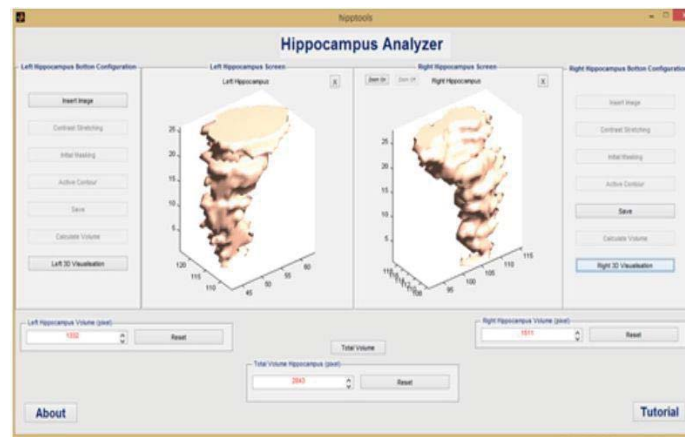 Nipptools
Hippocampus Analyzer
Left Hippocampus Botton Configuration
Insert Image
Contrast Stretching
Initial Masking
Active Contour
Save
Calculate Volume
Left 3D Visualisation
Left Hippocampus Screen
Left Hippocampus
X
25
20
15
10
5
120
115
110
45
50
55
60
Right Hippocampus Screen
Right Hippocampus
X
25
20
15
10
5
95
100
105
110
115
Right Hippocampus Botton Configuration
Insert Image
Contrast Stretching
Initial Masking
Active Contour
Save
Calculate Volume
Right 3D Visualisation
Left Hippocampus Volume (pixel)
Reset
Right Hippocampus Volume (pixel)
Reset
Total Volume
Total Volume Hippocampus (pixel)
2843
Reset
About
Tutorial